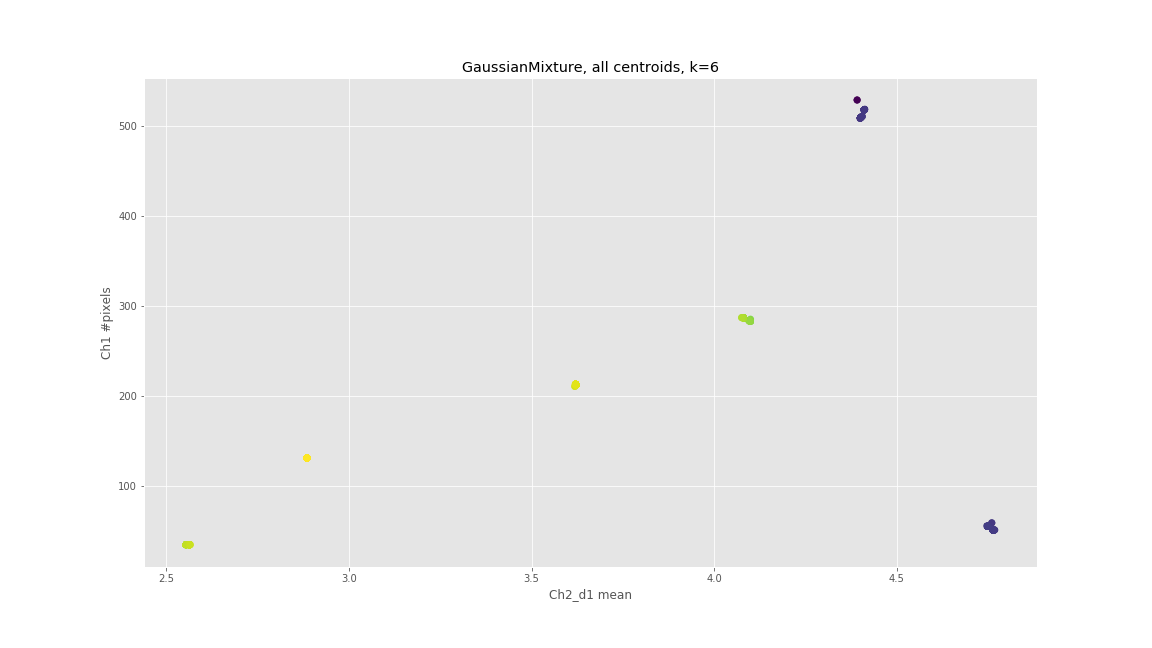 GaussianMixture, all centroids, k=6
500
400
300
200
100
Ch1 #pixels
2.5 3.0 3.5 4.0 4.5
Ch2_d1 mean